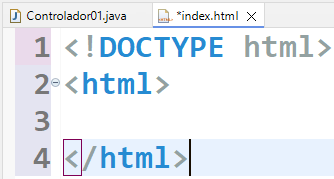 Controlador01.java *index.html
1 <!DOCTYPE html>
2 <html>
3
4 </html>